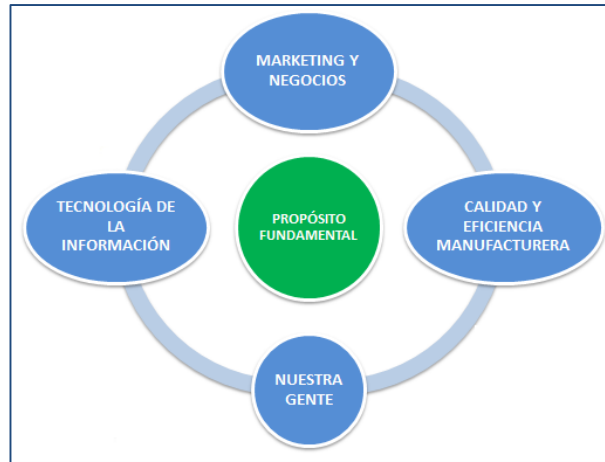 MARKETING Y
NEGOCIOS
TECNOLOGÍA DE
LA
INFORMACIÓN
PROPÓSITO
FUNDAMENTAL
CALIDAD Y
EFICIENCIA
MANUFACTURERA
NUESTRA
GENTE